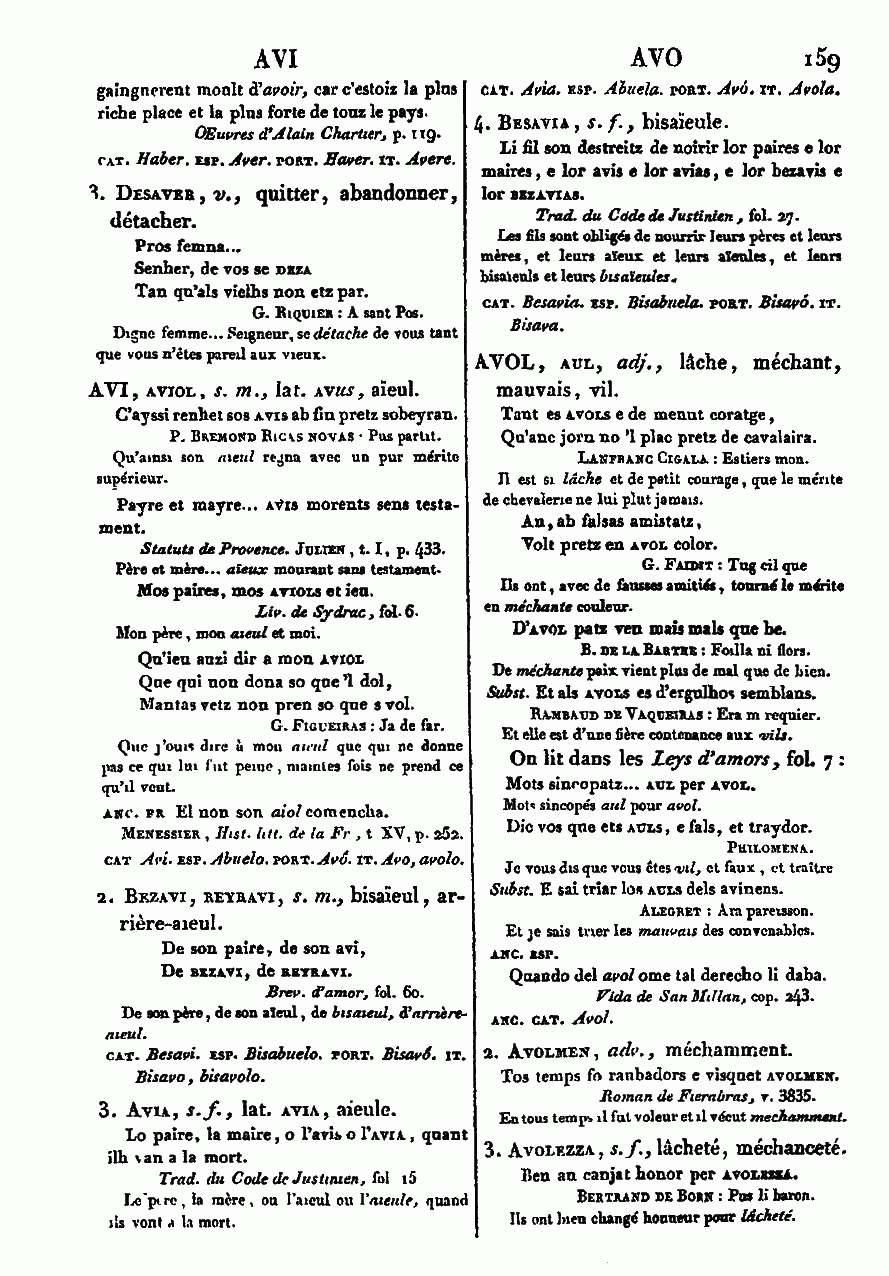 AVI
AVO
159
gaingnerent moult d'avoir, car c'estoit la plus
riche place et la plus forte de tout le pays.
Œuvres d'Alain Chartier, p. 119.
CAT. Haber. ESP. Aver. PORT. Haver. IT. Avere.
3. DESAVER, v., quitter, abandonner,
détacher.
Pros femna...
Senher, de vos se DEZA
Tan qu'als vielhs non etz par.
G. RIQUIER : A sant Pos.
Digne femme... Seigneur, se détache de vous tant
que vous n'êtes pareil aux vieux.
AVI, AVIOL, s. m., lat. AVUS, aïeul.
C'ayssi renhet sos AVIS ab fin pretz sobeyran.
P. BREMOND RICAS NOVAS : Pus partit.
Qu'ainsi son aïeul regna avec un pur mérite
supérieur.
Payre et mayre... AVIS morents sens testa-
ment.
Statuts de Provence. JULIEN, t. I, p. 433.
Père et mère... aïeux mourant sans testament.
Mos paires, mos AVIOLS et ieu.
Liv. de Sydrac, fol. 6.
Mon père, mon aïeul et moi.
Qu'ieu auzi dir a mon AVIOL
Que qui non dona so que'l dol,
Mantas vetz non pren so que s vol.
G. FIGUEIRAS : Ja de far.
Que j'ouis dire à mon aïeul que qui ne donne
pas ce qui lui fait peine, maintes fois ne prend ce
qu'il veut.
ANC. FR El non son aiol comencha.
MENESSIER, Hist. litt. de la Fr, t XV, p. 252.
CAT Avi. ESP. Abuelo. PORT. Avó. IT. Avo, avolo.
2. BEZAVI, REYRAVI, s. m., bisaïeul, ar-
rière-aïeul.
De son paire, de son avi,
De BEZAVI, de REYRAVI.
Brev. d'amor, fol. 60.
De son père, de son aïeul, de bisaïeul, d'arrière-
aïeul.
CAT. Besavi. ESP. Bisabuelo. PORT. Bisavó. IT.
Bisavo, bisavolo.
3. AVIA, s. f., lat. AVIA, aïeule.
Lo paire, la maire, o l'avis o l'AVIA, quant
ilh van a la mort.
Trad. du Code de Justinien, fol 15
Le père, la mère, ou l'aïeul ou l'aïeule, quand
ils vont à la mort.
CAT. Avia. ESP. Abuela. PORT. Avó. IT. Avola.
4. BESAVIA, s. f., bisaïeule.
Li fil son destreitz de noirir lor paires e lor
maires, e lor avis e lor avias, e lor bezavis e
lor BEZAVIAS.
Trad. du Code de Justinien, fol. 27.
Les fils sont obligés de nourrir leurs pères et leurs
mères, et leurs aïeux et leurs aïeules, et leurs
bisaïeuls et leurs bisaïeules.
CAT. Besavia. ESP. Bisabuela. PORT. Bisavó. IT.
Bisava.
AVOL, AUL, adj., lâche, méchant,
mauvais, vil.
Tant es AVOLS e de menut coratge,
Qu'anc jorn no 'l plac pretz de cavalaira.
LANFRANC CIGALA : Estiers mon.
Il est si lâche et de petit courage, que le mérite
de chevalerie ne lui plut jamais.
An, ab falsas amistatz,
Volt pretz en AVOL color.
G. FAIDIT : Tug cil que
Ils ont, avec de fausses amitiés, tourné le mérite
en méchante couleur.
D'AVOL patz ven mais mals que be.
B. DE LA BARTHE : Foilla ni flors.
De méchante paix vient plus de mal que de bien.
Subst. Et als AVOLS es d'ergulhos semblans.
RAMBAUD DE VAQUEIRAS : Era m requier.
Et elle est d'une fière contenance aux vils.
On lit dans les Leys d'amors, fol. 7 :
Mots sincopatz... AUL per AVOL.
Mots sincopés aul pour avol.
Dic vos que ets AULS, e fals, et traydor.
PHILOMENA.
Je vous dis que vous êtes vil, et faux, et traître
Subst. E sai triar los AULS dels avinens.
ALEGRET : Ara pareisson.
Et je sais trier les mauvais des convenables.
ANC. ESP.
Quando del avol ome tal derecho li daba.
Vida de San Millan, cop. 243.
ANC. CAT. Avol.
2. AVOLMEN, adv., méchamment.
Tos temps fo raubadors e visquet AVOLMEN.
Roman de Fierabras, v. 3835.
En tous temps il fut voleur et il vécut mechamment.
3. AVOLEZZA, s. f., lâcheté, méchanceté.
Ben an canjat honor per AVOLEZZA.
BERTRAND DE BORN : Pus li baron.
Ils ont bien changé honneur pour lâcheté.